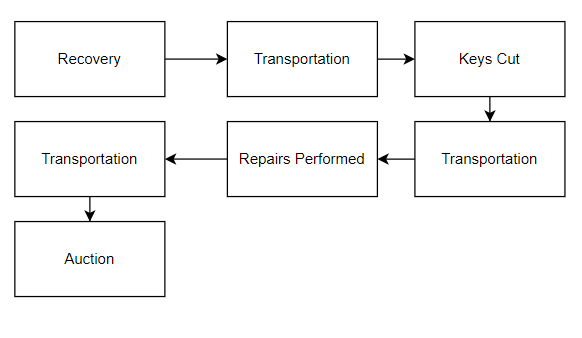 Recovery
Transportation
Keys Cut
Transportation
Repairs Performed
Transportation
Auction